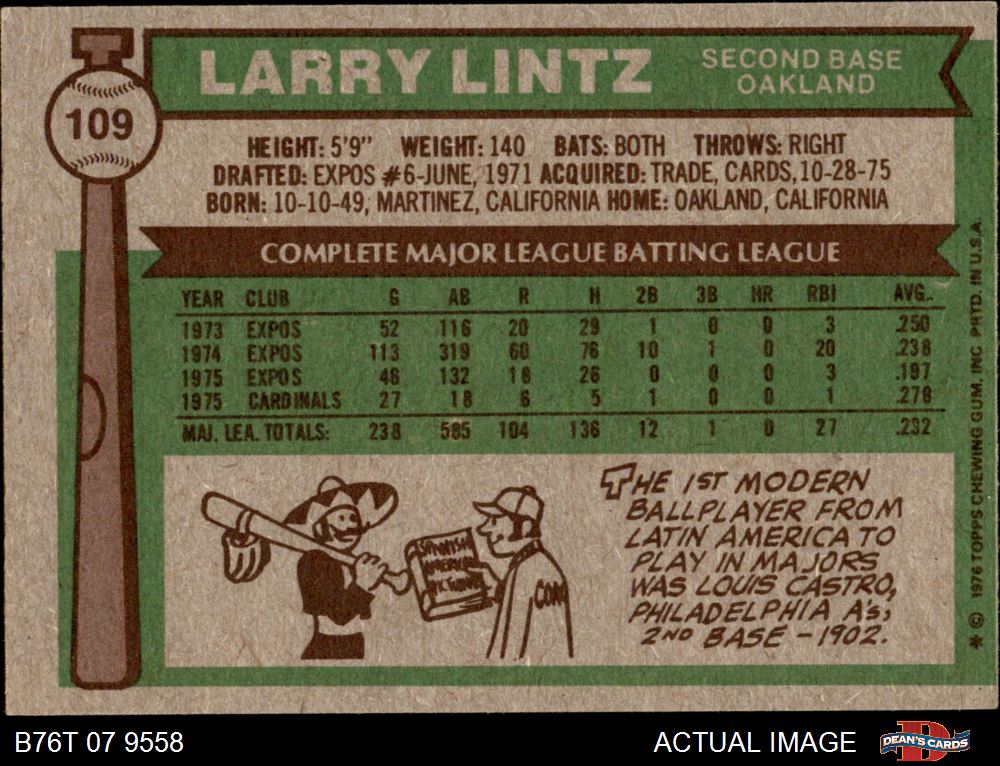 LARRY LINTZ
SECOND BASE
OAKLAND
109
HEIGHT: 5'9" WEIGHT: 140 BATS: BOTH THROWS: RIGHT
DRAFTED: EXPOS #6-JUNE, 1971 ACQUIRED: TRADE, CARDS, 10-28-75
BORN: 10-10-49, MARTINEZ, CALIFORNIA HOME: OAKLAND, CALIFORNIA
COMPLETE MAJOR LEAGUE BATTING LEAGUE
YEAR CLUB G AB R H 2B 3B HR RBI AVG.
1973 EXPOS 52 116 20 29 1 0 0 3 .250
1974 EXPOS 113 319 60 76 10 1 0 20 .238
1975 EXPOS 46 132 18 26 0 0 0 3 .197
1975 CARDINALS 27 18 6 5 1 0 0 1 .278
MAJ. LEA. TOTALS: 238 585 104 136 12 1 0 27 .232
SPANISH
AMERICAN
THE 1ST MODERN
BALLPLAYER FROM
LATIN AMERICA TO
PLAY IN MAJORS
WAS LOUIS CASTRO,
PHILADELPHIA A's,
2ND BASE - 1902.
* © 1976 TOPPS CHEWING GUM, INC. PRTD. IN U.S.A.
B76T 07 9558
ACTUAL IMAGE
D
DEAN'S CARDS